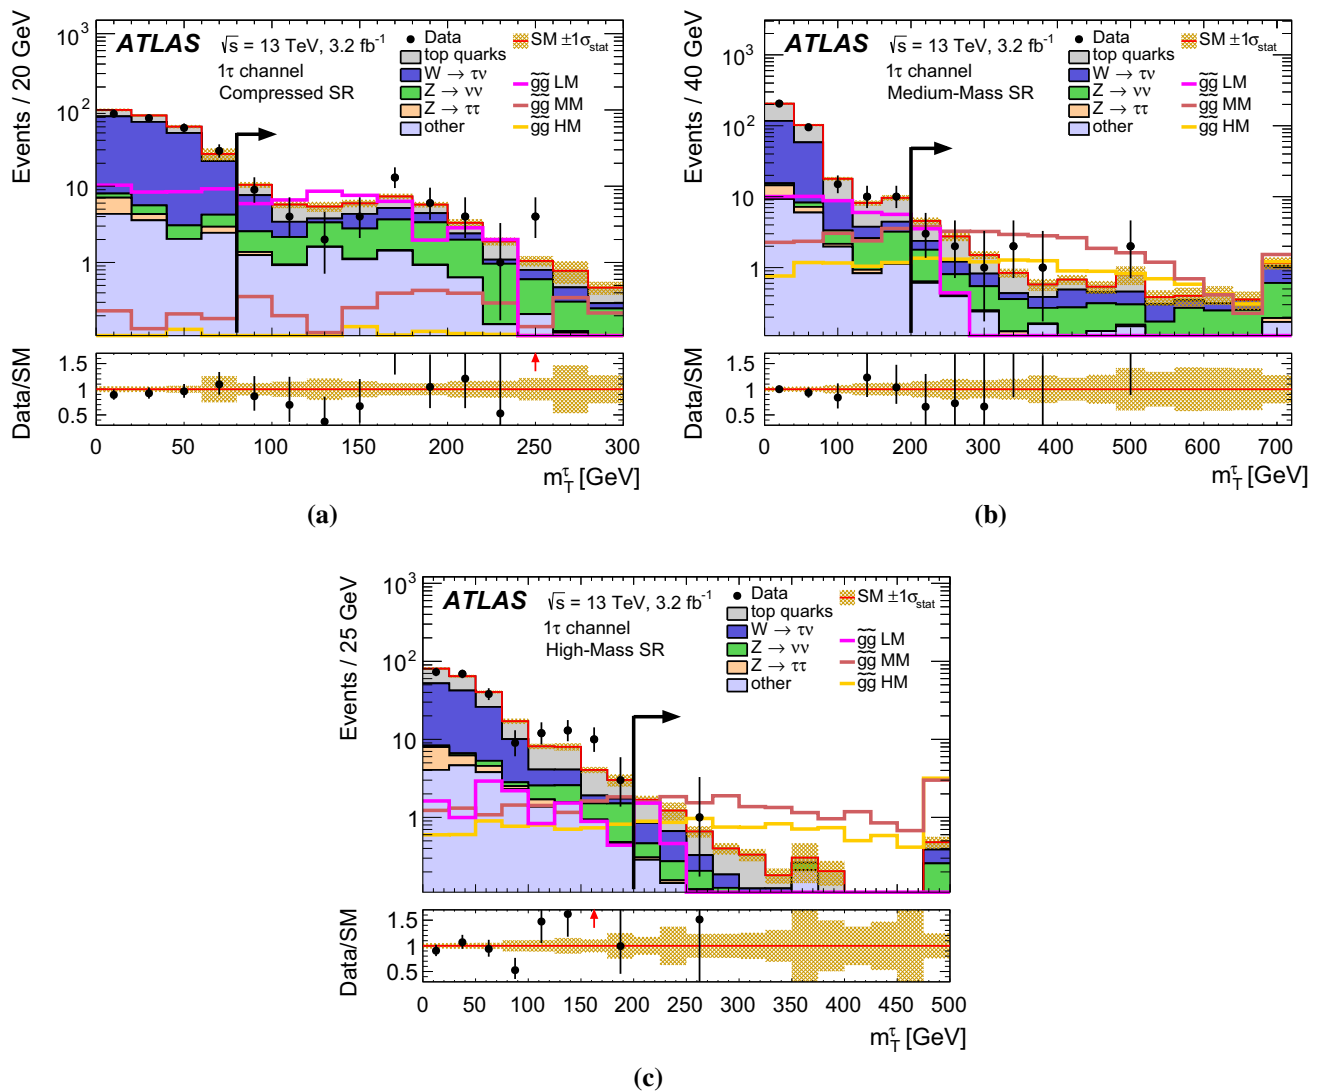 ATLAS
√s = 13 TeV, 3.2 fb⁻¹
1τ channel
Compressed SR
Data
top quarks
W → τν
Z → νν
Z → ττ
other
SM ±1σ_stat
g̃g̃ LM
g̃g̃ MM
g̃g̃ HM
Events / 20 GeV
10³
10²
10
1
Data/SM
1.5
1
0.5
0 50 100 150 200 250 300
m_T^τ [GeV]
(a)
ATLAS
√s = 13 TeV, 3.2 fb⁻¹
1τ channel
Medium-Mass SR
Data
top quarks
W → τν
Z → νν
Z → ττ
other
SM ±1σ_stat
g̃g̃ LM
g̃g̃ MM
g̃g̃ HM
Events / 40 GeV
10³
10²
10
1
Data/SM
1.5
1
0.5
0 100 200 300 400 500 600 700
m_T^τ [GeV]
(b)
ATLAS
√s = 13 TeV, 3.2 fb⁻¹
1τ channel
High-Mass SR
Data
top quarks
W → τν
Z → νν
Z → ττ
other
SM ±1σ_stat
g̃g̃ LM
g̃g̃ MM
g̃g̃ HM
Events / 25 GeV
10³
10²
10
1
Data/SM
1.5
1
0.5
0 50 100 150 200 250 300 350 400 450 500
m_T^τ [GeV]
(c)